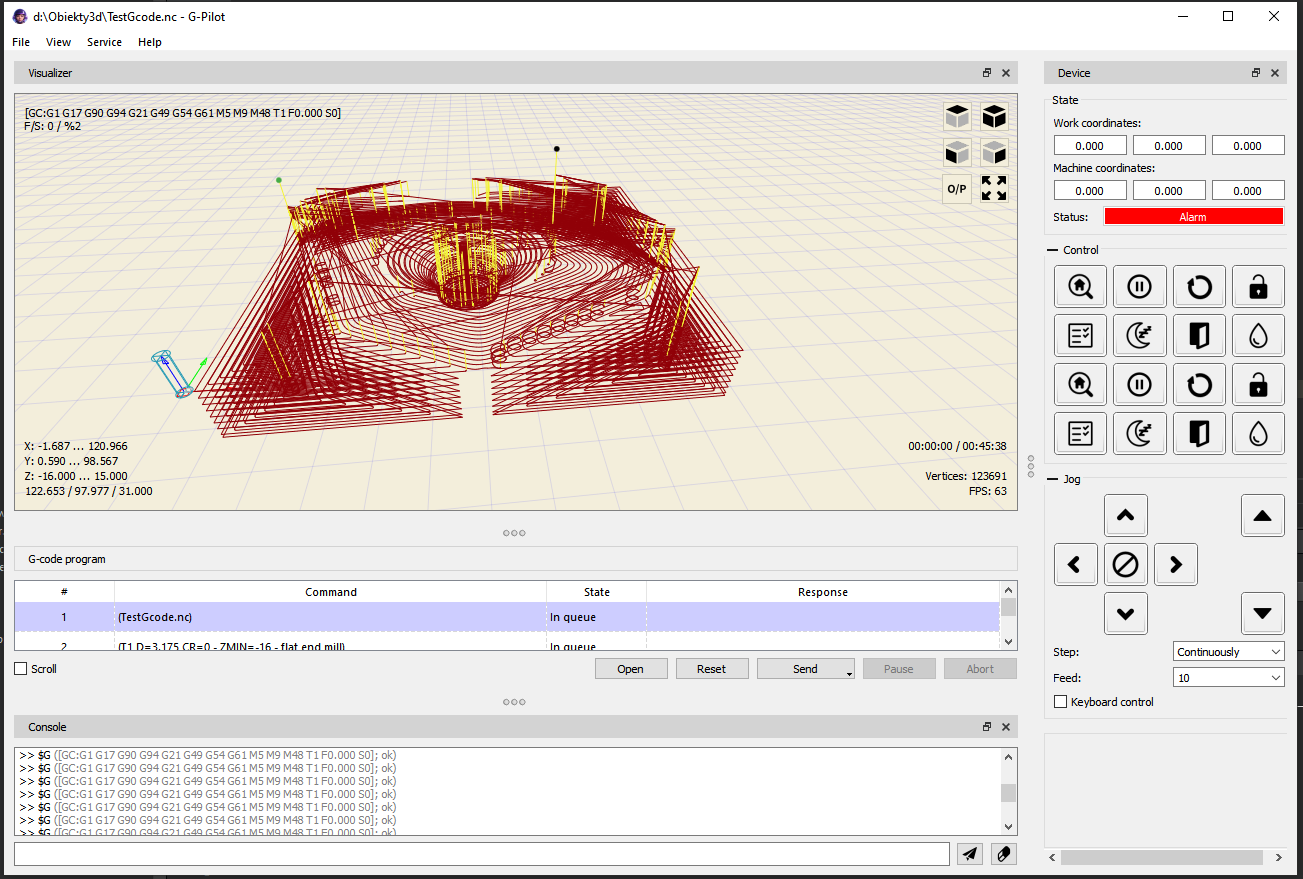 d:\Obiekty3d\TestGcode.nc - G-Pilot
File View Service Help
Visualizer
[GC:G1 G17 G90 G94 G21 G49 G54 G61 M5 M9 M48 T1 F0.000 S0]
F/S: 0 / %2
O/P
X: -1.687 ... 120.966
Y: 0.590 ... 98.567
Z: -16.000 ... 15.000
122.653 / 97.977 / 31.000
00:00:00 / 00:45:38
Vertices: 123691
FPS: 63
G-code program
# Command State Response
1 (TestGcode.nc) In queue
2 (T1 D=3.175 CR=0 - ZMIN=-16 - flat end mill) In queue
Scroll
Open Reset Send Pause Abort
Console
>> $G ([GC:G1 G17 G90 G94 G21 G49 G54 G61 M5 M9 M48 T1 F0.000 S0]; ok)
>> $G ([GC:G1 G17 G90 G94 G21 G49 G54 G61 M5 M9 M48 T1 F0.000 S0]; ok)
>> $G ([GC:G1 G17 G90 G94 G21 G49 G54 G61 M5 M9 M48 T1 F0.000 S0]; ok)
>> $G ([GC:G1 G17 G90 G94 G21 G49 G54 G61 M5 M9 M48 T1 F0.000 S0]; ok)
>> $G ([GC:G1 G17 G90 G94 G21 G49 G54 G61 M5 M9 M48 T1 F0.000 S0]; ok)
>> $G ([GC:G1 G17 G90 G94 G21 G49 G54 G61 M5 M9 M48 T1 F0.000 S0]; ok)
>> $G ([GC:G1 G17 G90 G94 G21 G49 G54 G61 M5 M9 M48 T1 F0.000 S0]; ok)
Device
State
Work coordinates:
0.000 0.000 0.000
Machine coordinates:
0.000 0.000 0.000
Status: Alarm
Control
Jog
Step: Continuously
Feed: 10
Keyboard control